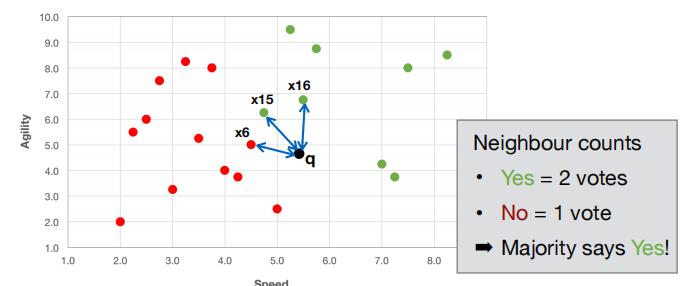 10.0
9.0
8.0
7.0
6.0
5.0
4.0
3.0
2.0
1.0
Agility
x15
x16
x6
q
1.0 2.0 3.0 4.0 5.0 6.0 7.0 8.0
Speed
Neighbour counts
• Yes = 2 votes
• No = 1 vote
➡ Majority says Yes!